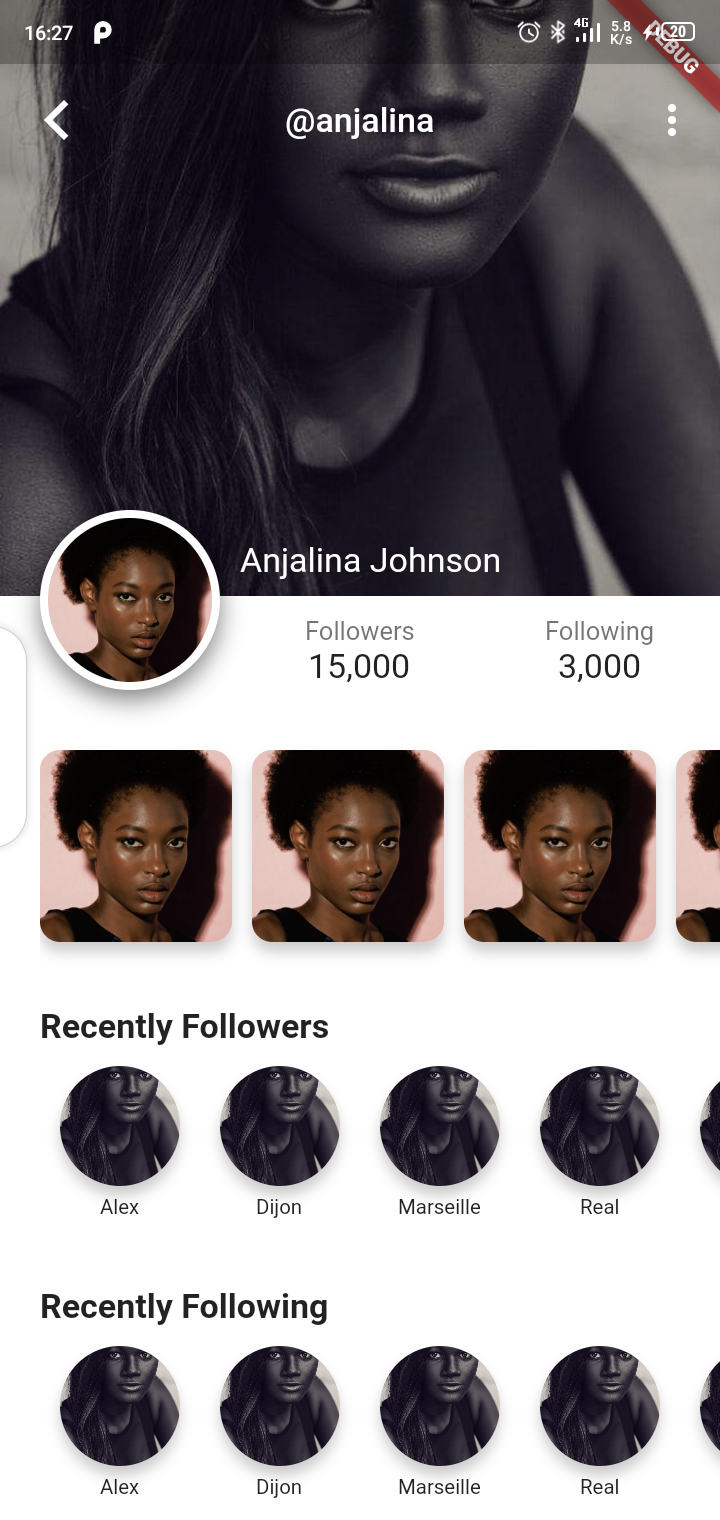 16:27
4G 5.8 K/s 20
DEBUG
@anjalina
Anjalina Johnson
Followers Following
15,000 3,000
Recently Followers
Alex Dijon Marseille Real
Recently Following
Alex Dijon Marseille Real